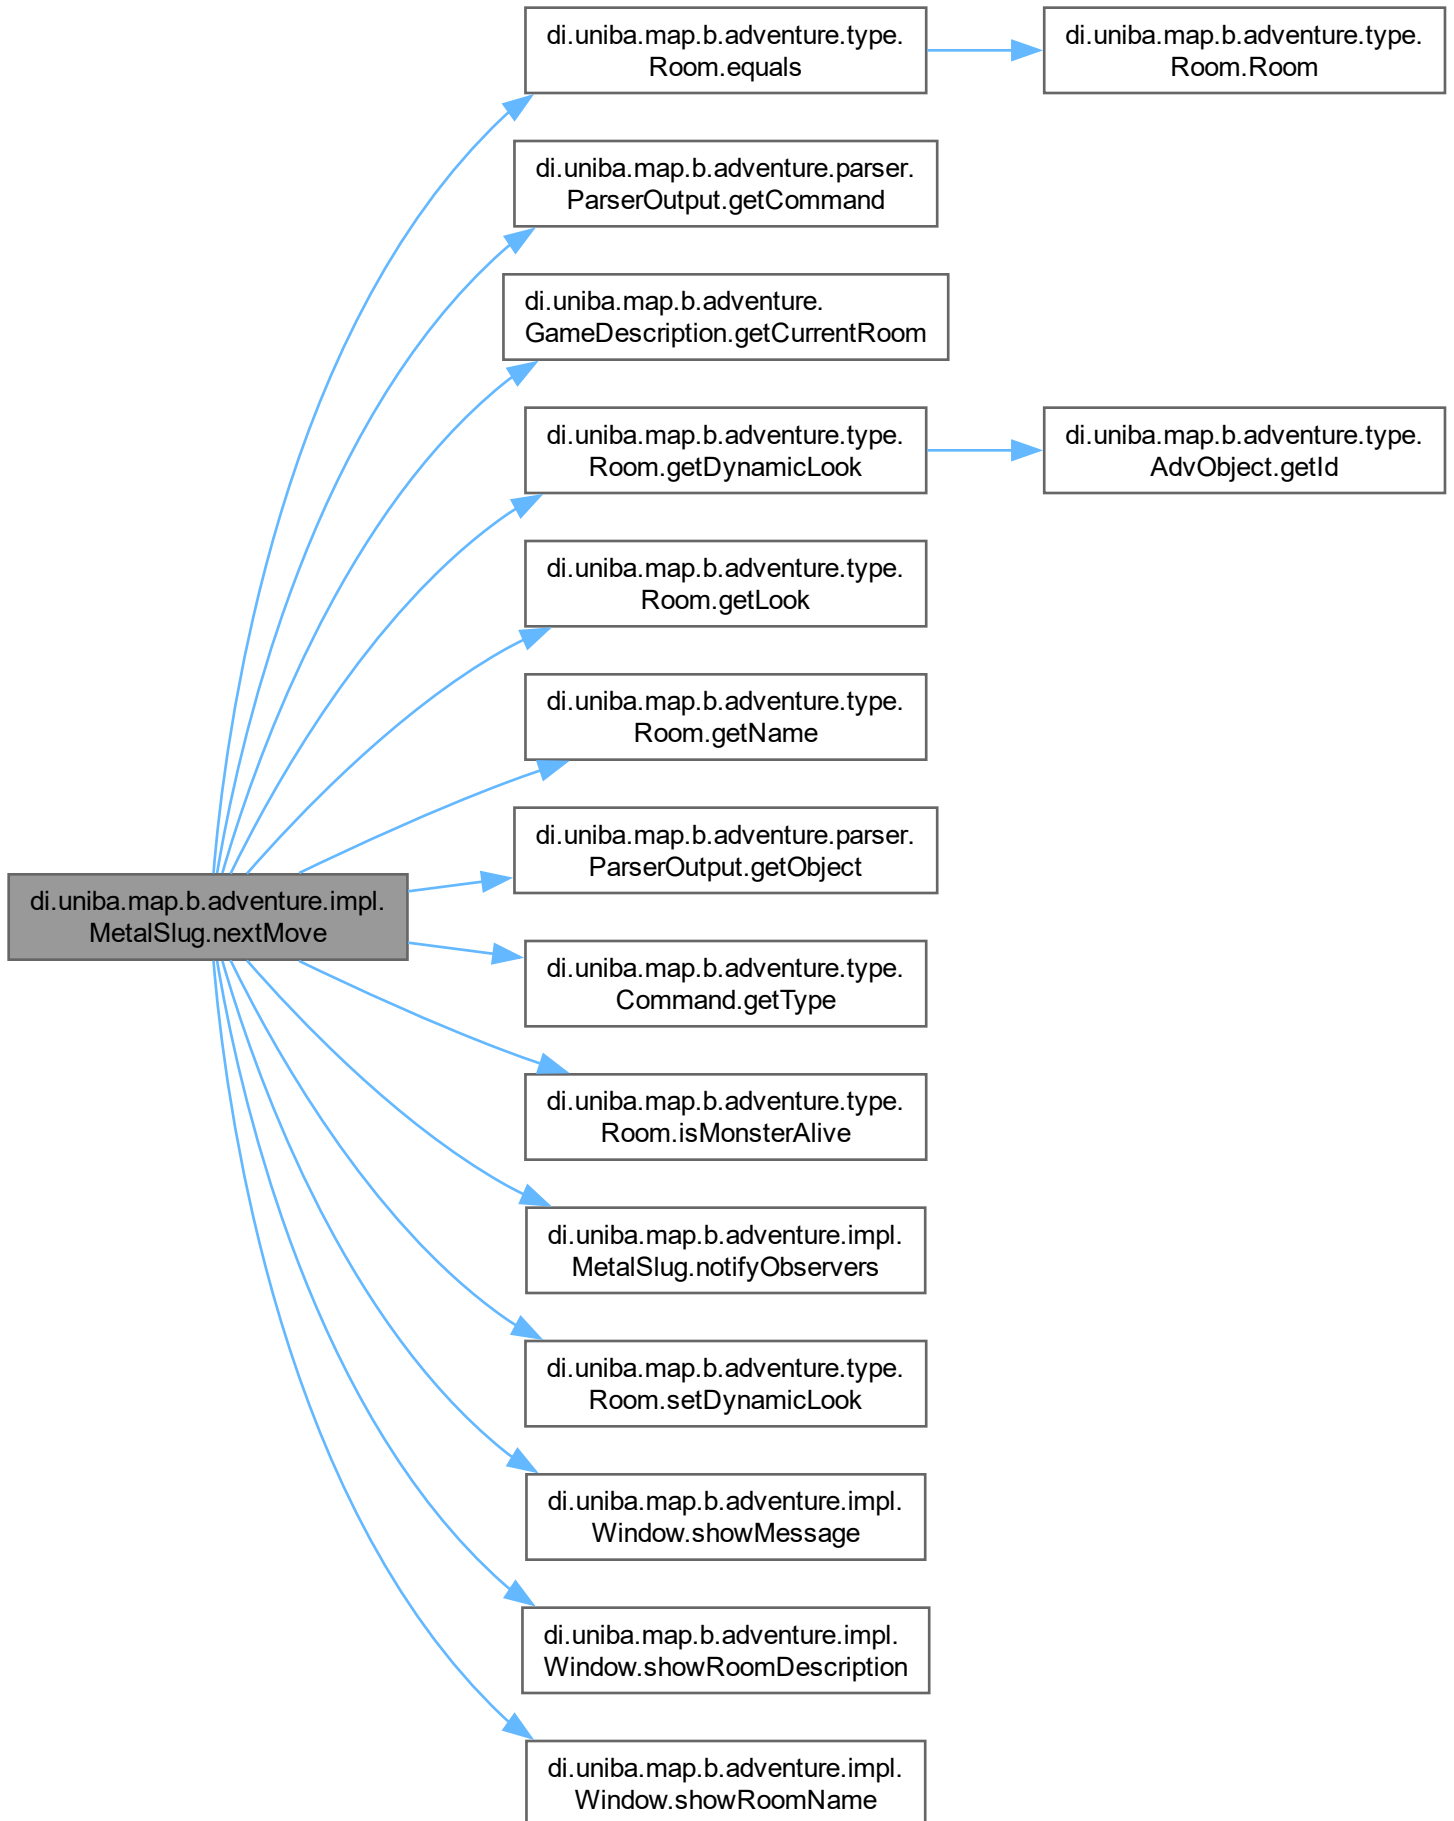 di.uniba.map.b.adventure.type.
Room.equals
di.uniba.map.b.adventure.type.
Room.Room
di.uniba.map.b.adventure.parser.
ParserOutput.getCommand
di.uniba.map.b.adventure.
GameDescription.getCurrentRoom
di.uniba.map.b.adventure.type.
Room.getDynamicLook
di.uniba.map.b.adventure.type.
AdvObject.getId
di.uniba.map.b.adventure.type.
Room.getLook
di.uniba.map.b.adventure.type.
Room.getName
di.uniba.map.b.adventure.parser.
ParserOutput.getObject
di.uniba.map.b.adventure.impl.
MetalSlug.nextMove
di.uniba.map.b.adventure.type.
Command.getType
di.uniba.map.b.adventure.type.
Room.isMonsterAlive
di.uniba.map.b.adventure.impl.
MetalSlug.notifyObservers
di.uniba.map.b.adventure.type.
Room.setDynamicLook
di.uniba.map.b.adventure.impl.
Window.showMessage
di.uniba.map.b.adventure.impl.
Window.showRoomDescription
di.uniba.map.b.adventure.impl.
Window.showRoomName